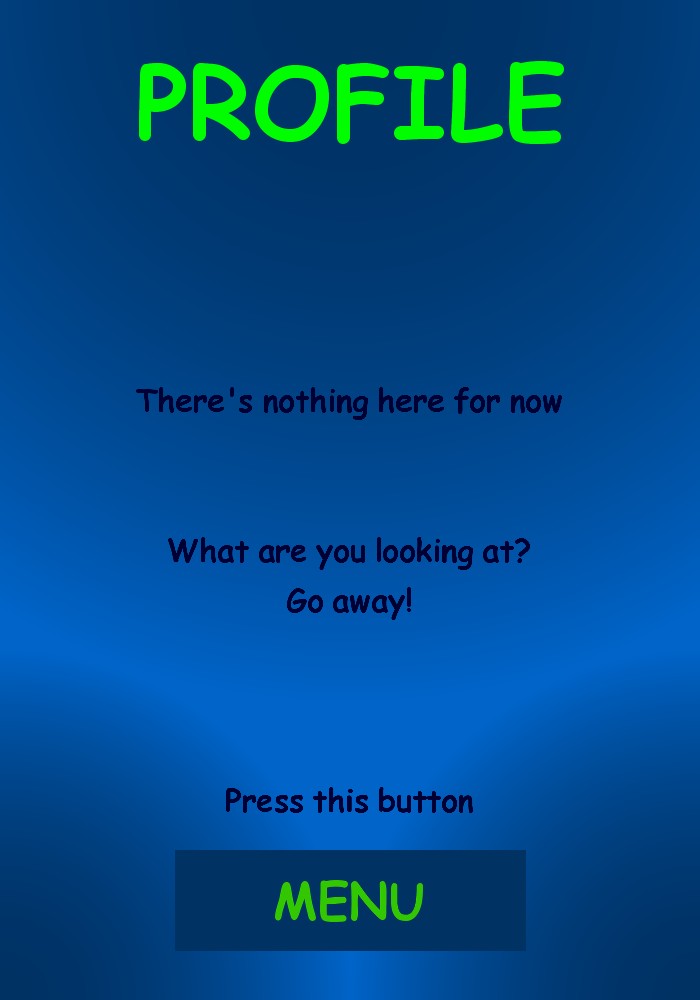 PROFILE
There's nothing here for now
What are you looking at?
Go away!
Press this button
MENU